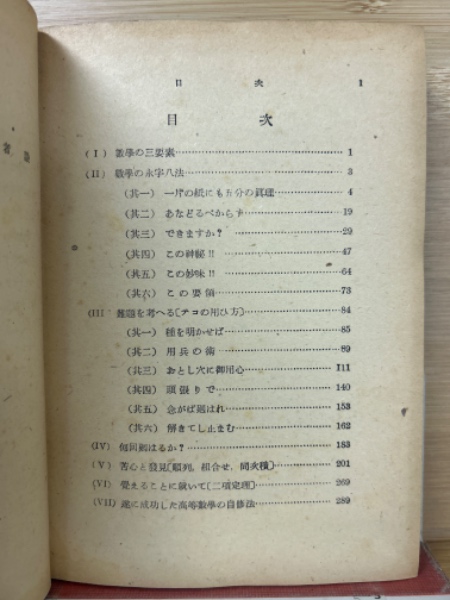 目 次 1
目 次
(I) 數學の三要素 1
(II) 數學の永字八法 3
(其一) 一片の紙にも五分の眞理 4
(其二) あなどるべからず 19
(其三) できますか? 29
(其四) この神秘!! 47
(其五) この妙味!! 64
(其六) この要領 73
(III) 難題を考へる〔テコの用ひ方〕 84
(其一) 種を明かせば 85
(其二) 用兵の術 89
(其三) おとし穴に御用心 111
(其四) 頑張りで 140
(其五) 急がば廻はれ 153
(其六) 解きてし止まむ 162
(IV) はるか? 183
(V) 苦心と發見〔順列, 組合せ, 同次積〕 201
(VI) 覺えることに就いて〔二項定理〕 269
(VII) 遂に成功した高等數學の自修法 289